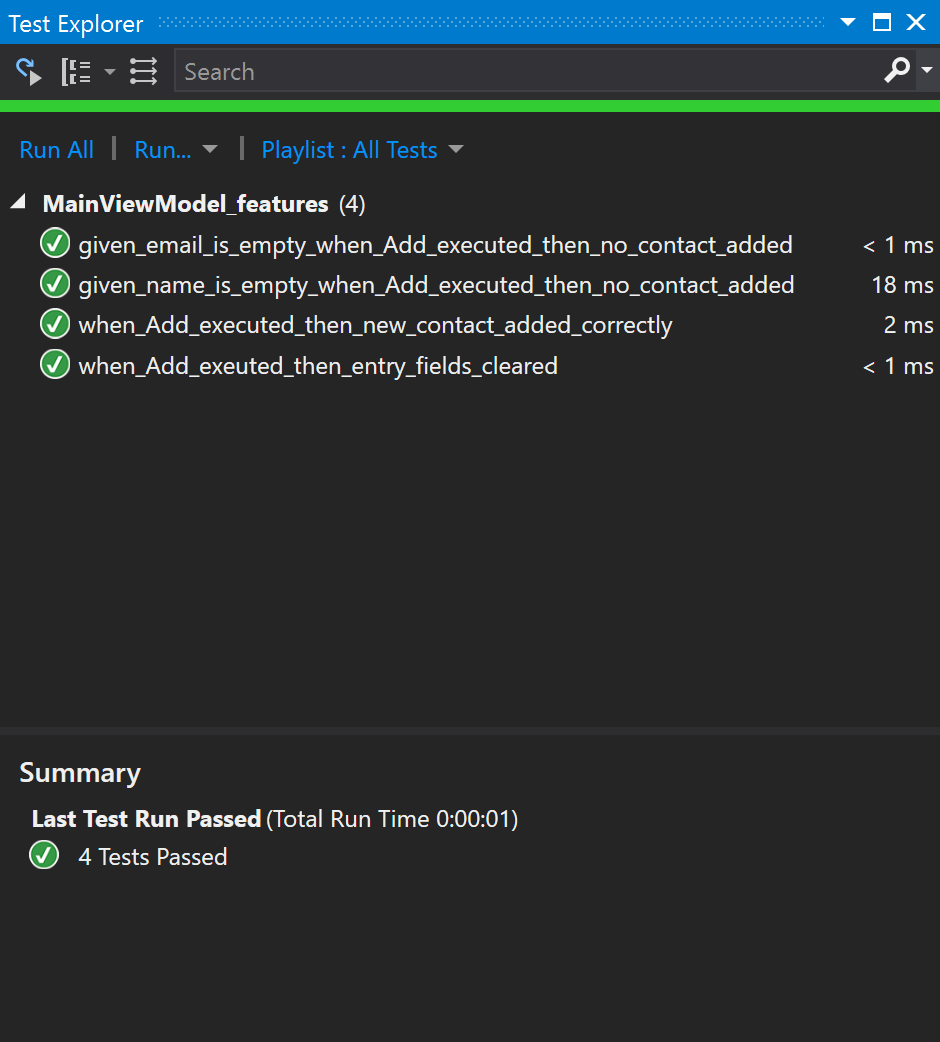 Test Explorer
Search
Run All | Run... | Playlist : All Tests
MainViewModel_features (4)
given_email_is_empty_when_Add_executed_then_no_contact_added < 1 ms
given_name_is_empty_when_Add_executed_then_no_contact_added 18 ms
when_Add_executed_then_new_contact_added_correctly 2 ms
when_Add_exeuted_then_entry_fields_cleared < 1 ms
Summary
Last Test Run Passed (Total Run Time 0:00:01)
4 Tests Passed